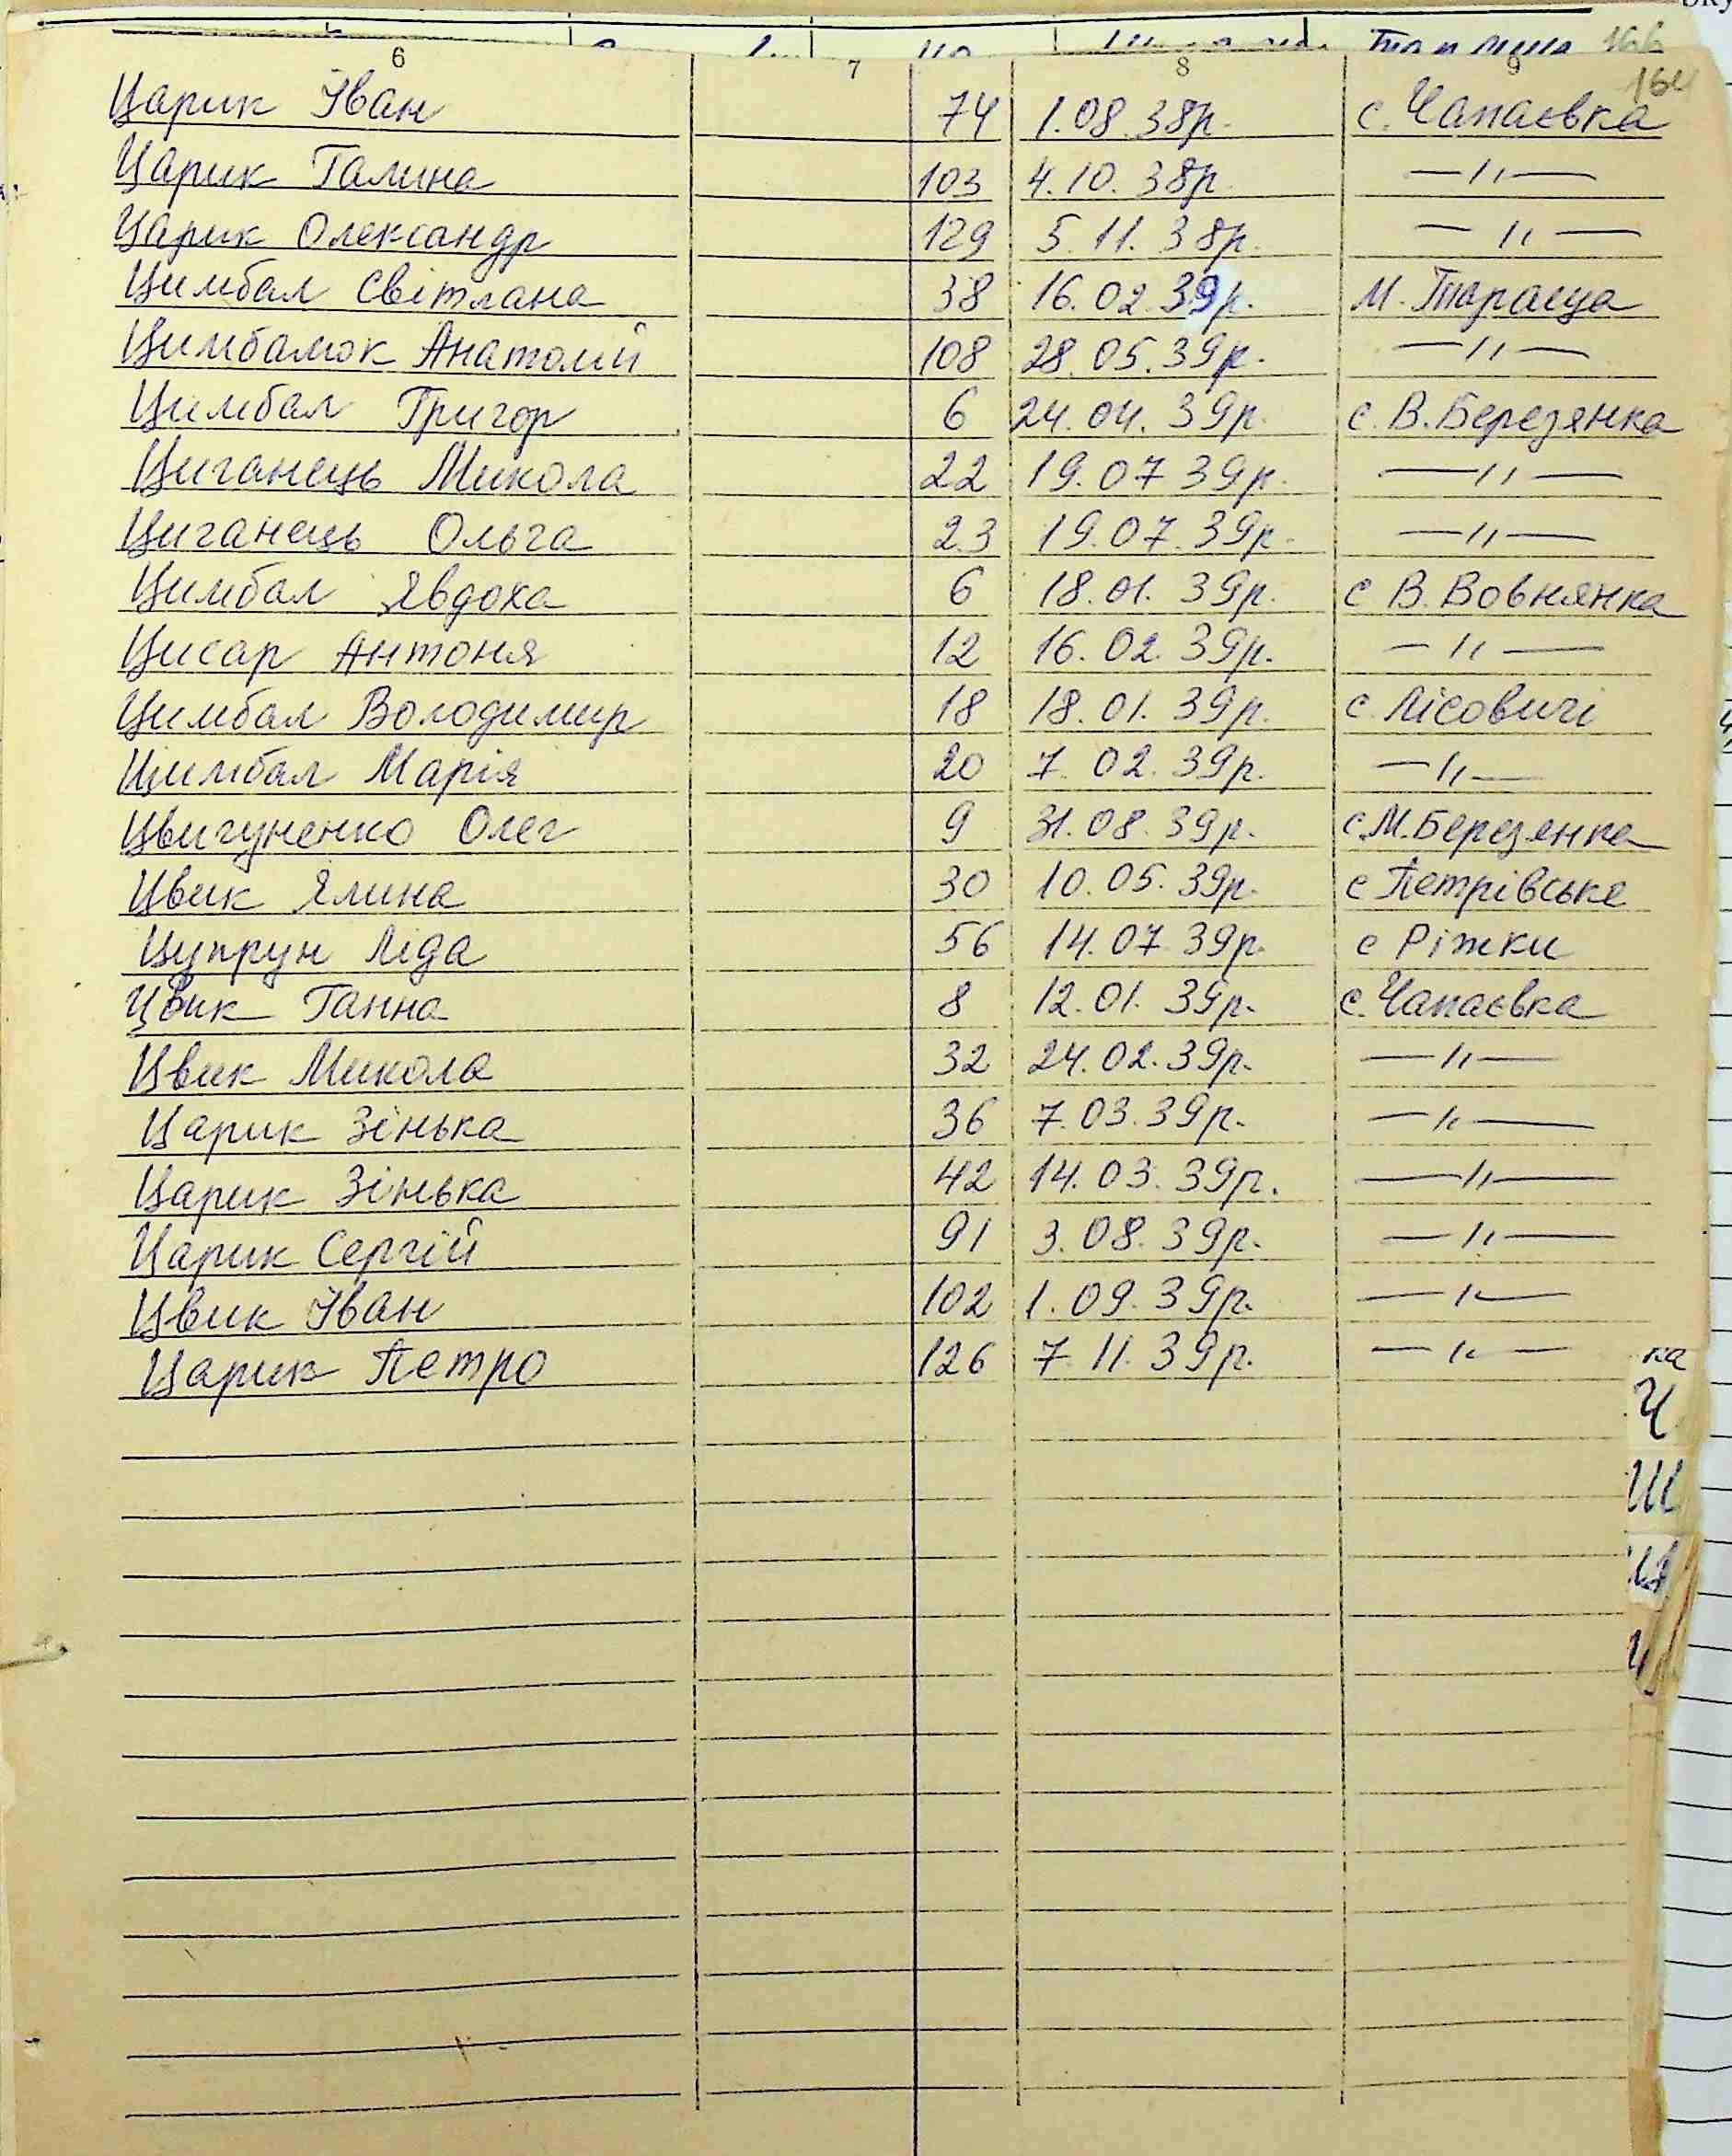 6 7 8 9
164
Царик Іван 74 1.08.38р. с. Чапаєвка
Царик Галина 103 4.10.38р. —〃—
Царик Олександр 129 5.11.38р. —〃—
Цимбал Світлана 38 16.02.39р. м. Тараща
Цимбалюк Анатолій 108 28.05.39р. —〃—
Цимбал Григор 6 24.04.39р. с. В. Березянка
Циганець Микола 22 19.07.39р. —〃—
Циганець Ольга 23 19.07.39р. —〃—
Цимбал Явдоха 6 18.01.39р. с. В. Вовнянка
Цисар Антоня 12 16.02.39р. —〃—
Цимбал Володимир 18 18.01.39р. с. Лісовичі
Цимбал Марія 20 7.02.39р. —〃—
Цвигуненко Олег 9 31.08.39р. с. М. Березянка
Цвик Ялина 30 10.05.39р. с Петрівське
Цупрун Ліда 56 14.07.39р. с Ріжки
Цвик Ганна 8 12.01.39р. с. Чапаєвка
Цвик Микола 32 24.02.39р. —〃—
Царик Зінька 36 7.03.39р. —〃—
Царик Зінька 42 14.03.39р. —〃—
Царик Сергій 91 3.08.39р. —〃—
Цвик Іван 102 1.09.39р. —〃—
Царик Петро 126 7.11.39р. —〃—
ка
Ч
Ш